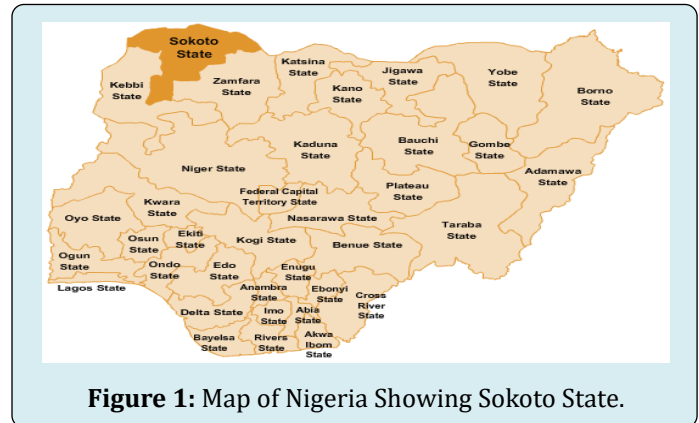 Sokoto
State
Katsina
State
Jigawa
State
Yobe
State
Kebbi
State
Zamfara
State
Kano
State
Borno
State
Kaduna
State
Bauchi
State
Gombe
State
Niger State
Adamawa
State
Plateau
State
Federal Capital
Territory State
Kwara
State
Oyo State
Nasarawa State
Taraba
State
Osun
State
Ekiti
State
Kogi State
Benue State
Ogun
State
Ondo
State
Edo
State
Enugu
State
Lagos State
Anambra
State
Ebonyi
State
Cross
River
State
Delta State
Imo
State
Abia
State
Bayelsa
State
Rivers
State
Akwa
Ibom
State
Figure 1: Map of Nigeria Showing Sokoto State.